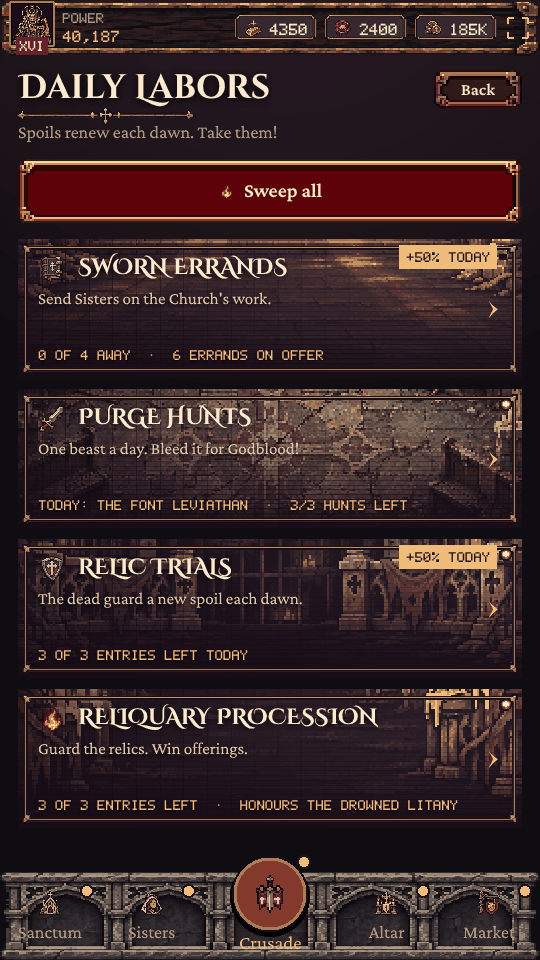 POWER
40,187
4350
2400
185K
XVI
DAILY LABORS
Back
Spoils renew each dawn. Take them!
Sweep all
+50% TODAY
SWORN ERRANDS
Send Sisters on the Church's work.
0 OF 4 AWAY · 6 ERRANDS ON OFFER
PURGE HUNTS
One beast a day. Bleed it for Godblood!
TODAY: THE FONT LEVIATHAN · 3/3 HUNTS LEFT
+50% TODAY
RELIC TRIALS
The dead guard a new spoil each dawn.
3 OF 3 ENTRIES LEFT TODAY
RELIQUARY PROCESSION
Guard the relics. Win offerings.
3 OF 3 ENTRIES LEFT · HONOURS THE DROWNED LITANY
Sanctum
Sisters
Crusade
Altar
Market